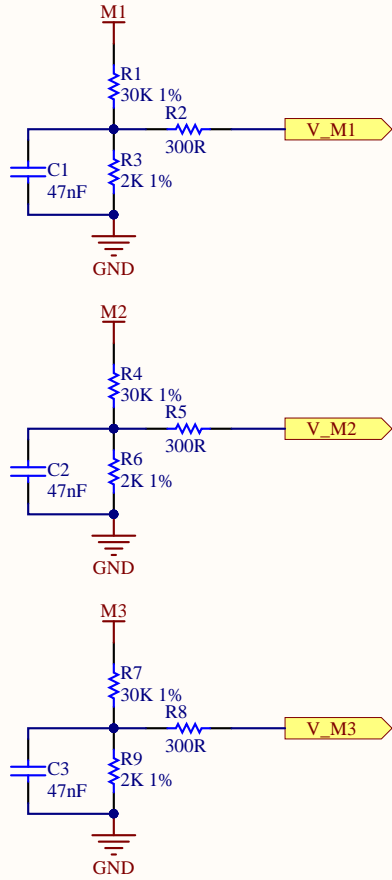 M1
R1
30K 1%
R2
300R
V_M1
R3
2K 1%
C1
47nF
GND
M2
R4
30K 1%
R5
300R
V_M2
R6
2K 1%
C2
47nF
GND
M3
R7
30K 1%
R8
300R
V_M3
R9
2K 1%
C3
47nF
GND